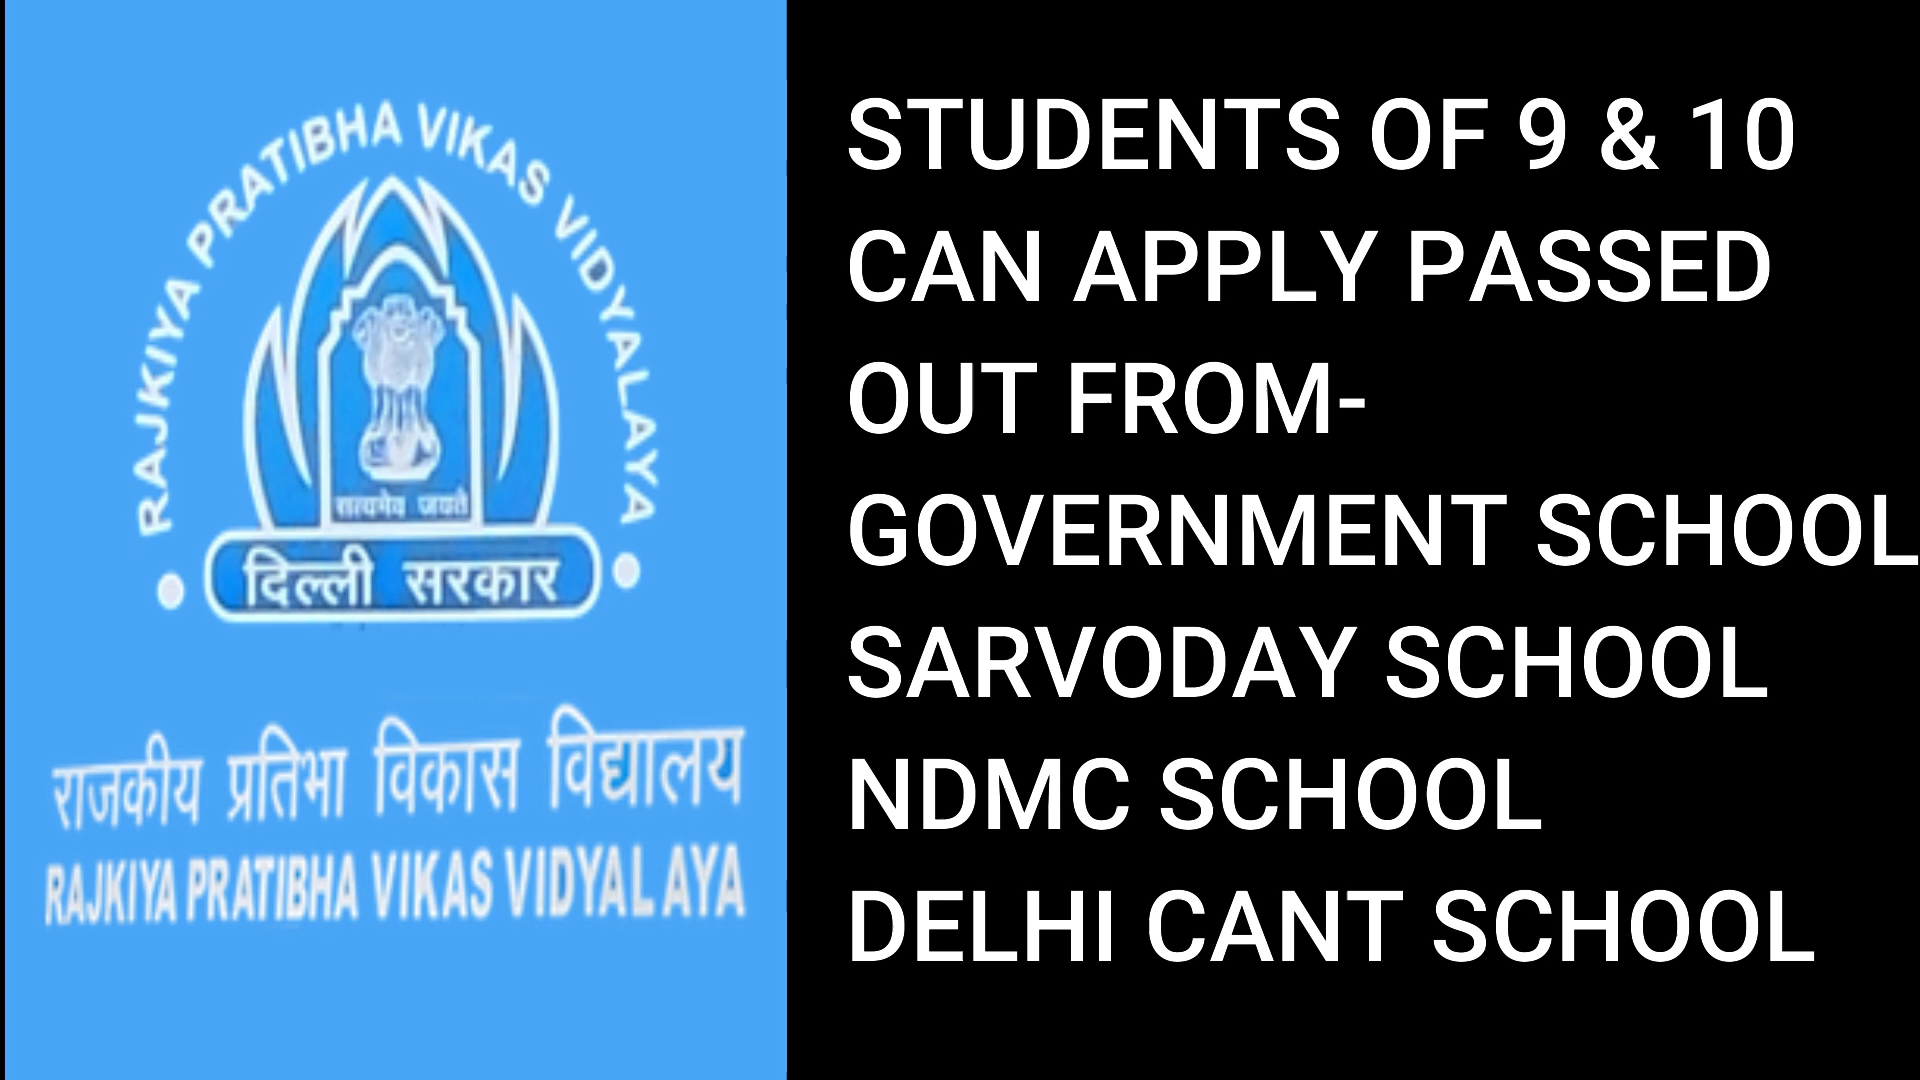 RAJKIYA PRATIBHA VIKAS VIDYALAYA
सत्यमेव जयते
दिल्ली सरकार
राजकीय प्रतिभा विकास विद्यालय
RAJKIYA PRATIBHA VIKAS VIDYALAYA
STUDENTS OF 9 & 10
CAN APPLY PASSED
OUT FROM-
GOVERNMENT SCHOOL
SARVODAY SCHOOL
NDMC SCHOOL
DELHI CANT SCHOOL